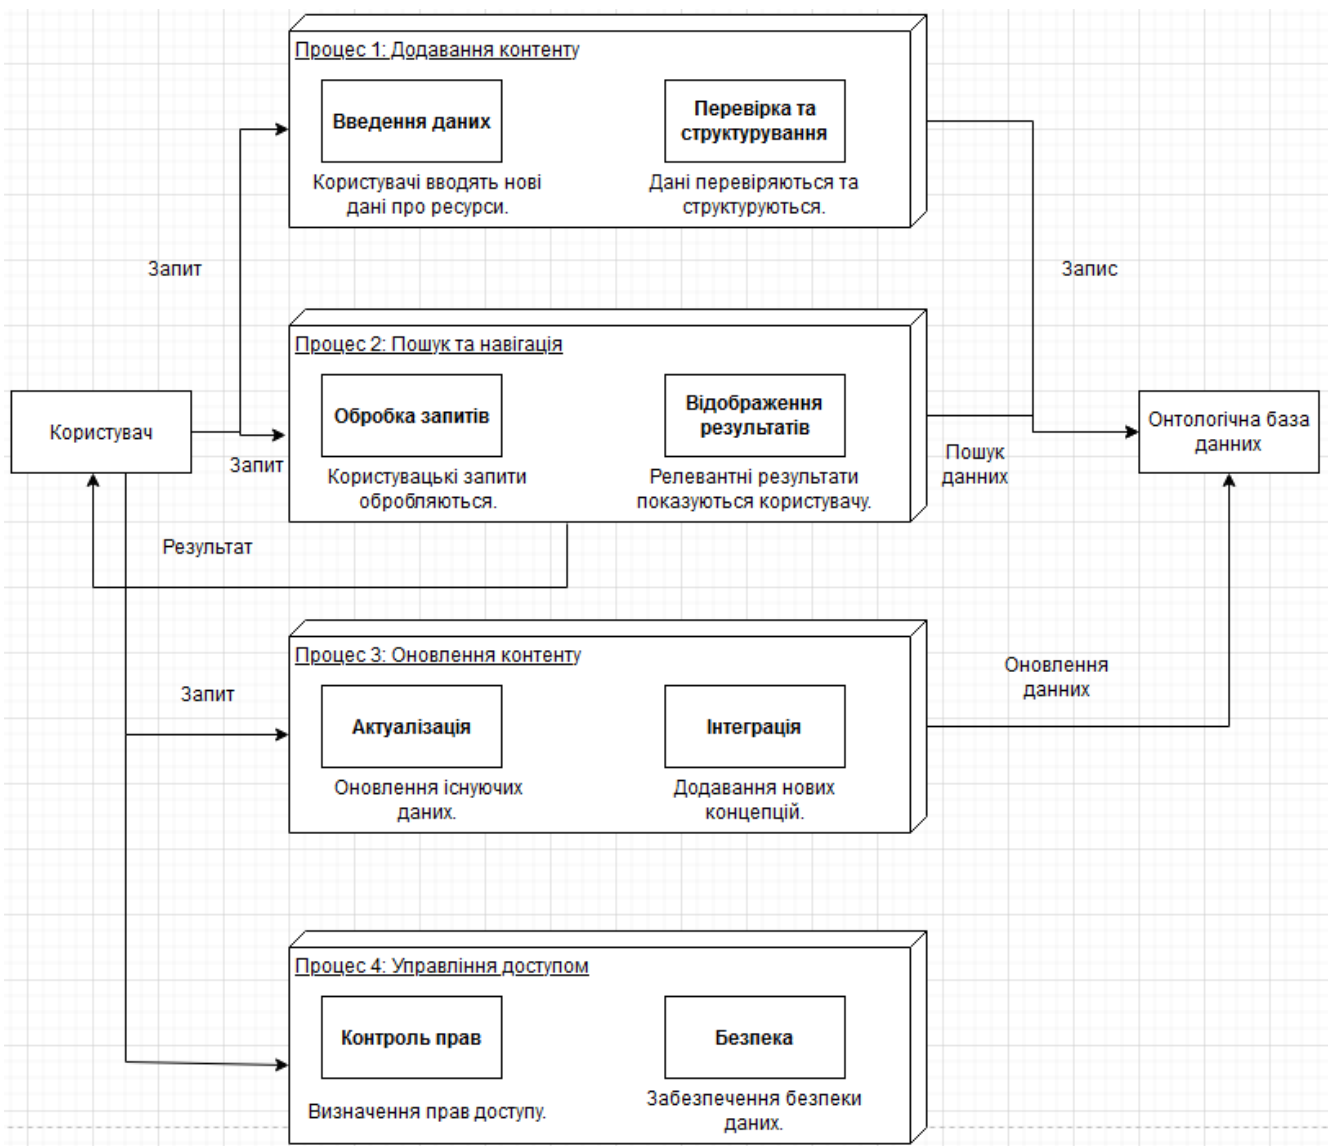 Процес 1: Додавання контенту
Введення даних
Перевірка та
структурування
Користувачі вводять нові
дані про ресурси.
Дані перевіряються та
структуруються.
Запит
Запис
Процес 2: Пошук та навігація
Обробка запитів
Відображення
результатів
Користувацькі запити
обробляються.
Релевантні результати
показуються користувачу.
Користувач
Запит
Пошук
данних
Онтологічна база
данних
Результат
Процес 3: Оновлення контенту
Актуалізація
Інтеграція
Оновлення існуючих
даних.
Додавання нових
концепцій.
Запит
Оновлення
данних
Процес 4: Управління доступом
Контроль прав
Безпека
Визначення прав доступу.
Забезпечення безпеки
даних.